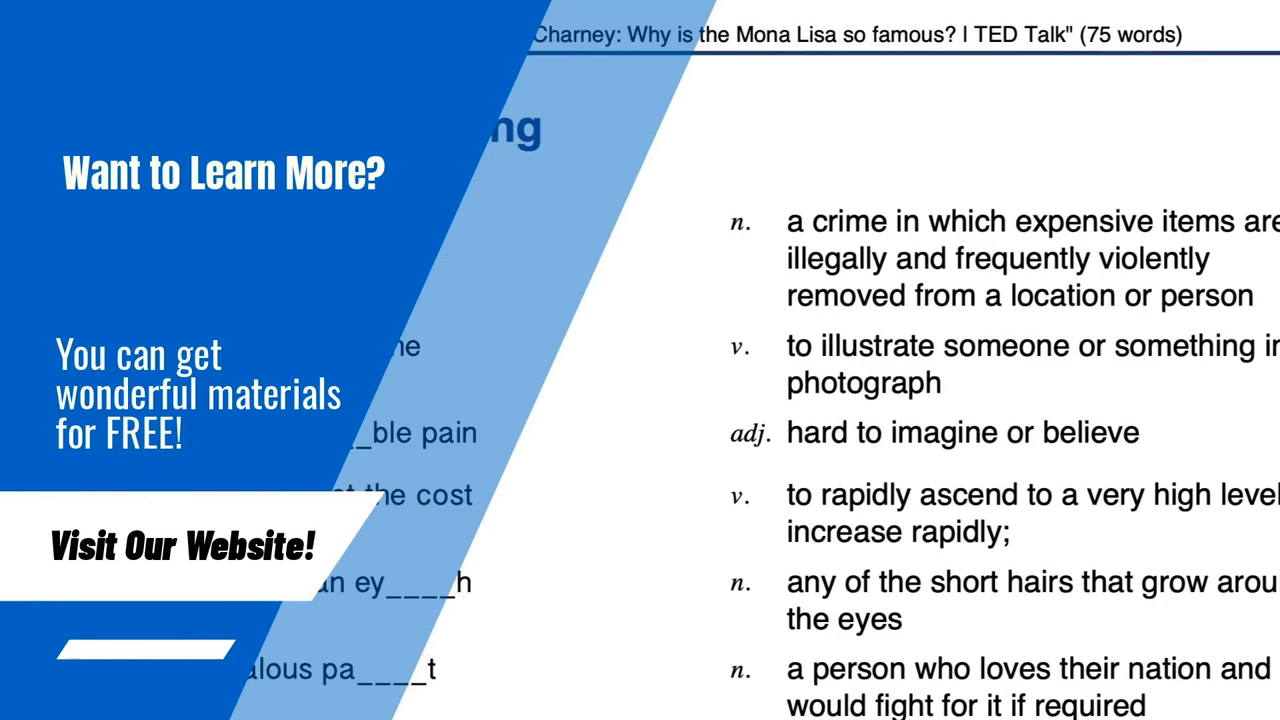 Charney: Why is the Mona Lisa so famous? | TED Talk" (75 words)
ng
Want to Learn More?
You can get
wonderful materials
for FREE!
Visit Our Website!
ne
_ble pain
the cost
an ey____h
alous pa____t
n. a crime in which expensive items are
illegally and frequently violently
removed from a location or person
v. to illustrate someone or something in
photograph
adj. hard to imagine or believe
v. to rapidly ascend to a very high level
increase rapidly;
n. any of the short hairs that grow arou
the eyes
n. a person who loves their nation and
would fight for it if required